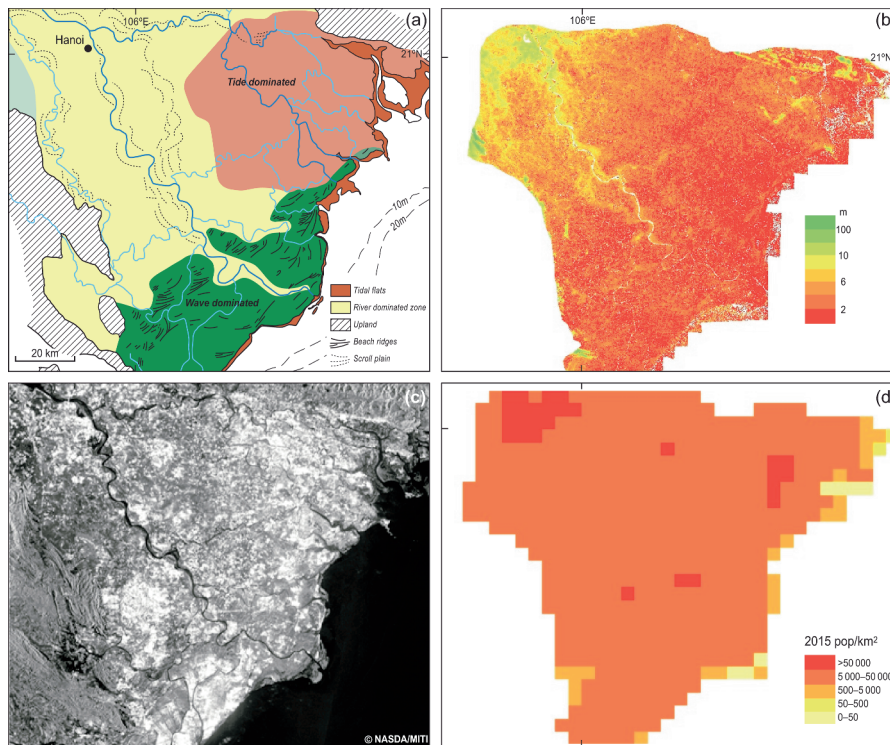 (a)
106°E
Hanoi
21°N
Tide dominated
10m
20m
Wave dominated
Tidal flats
River dominated zone
Upland
Beach ridges
Scroll plain
20 km
(b)
106°E
21°N
m
100
10
6
2
(c)
© NASDA/MITI
(d)
2015 pop/km²
>50 000
5 000–50 000
500–5 000
50–500
0–50